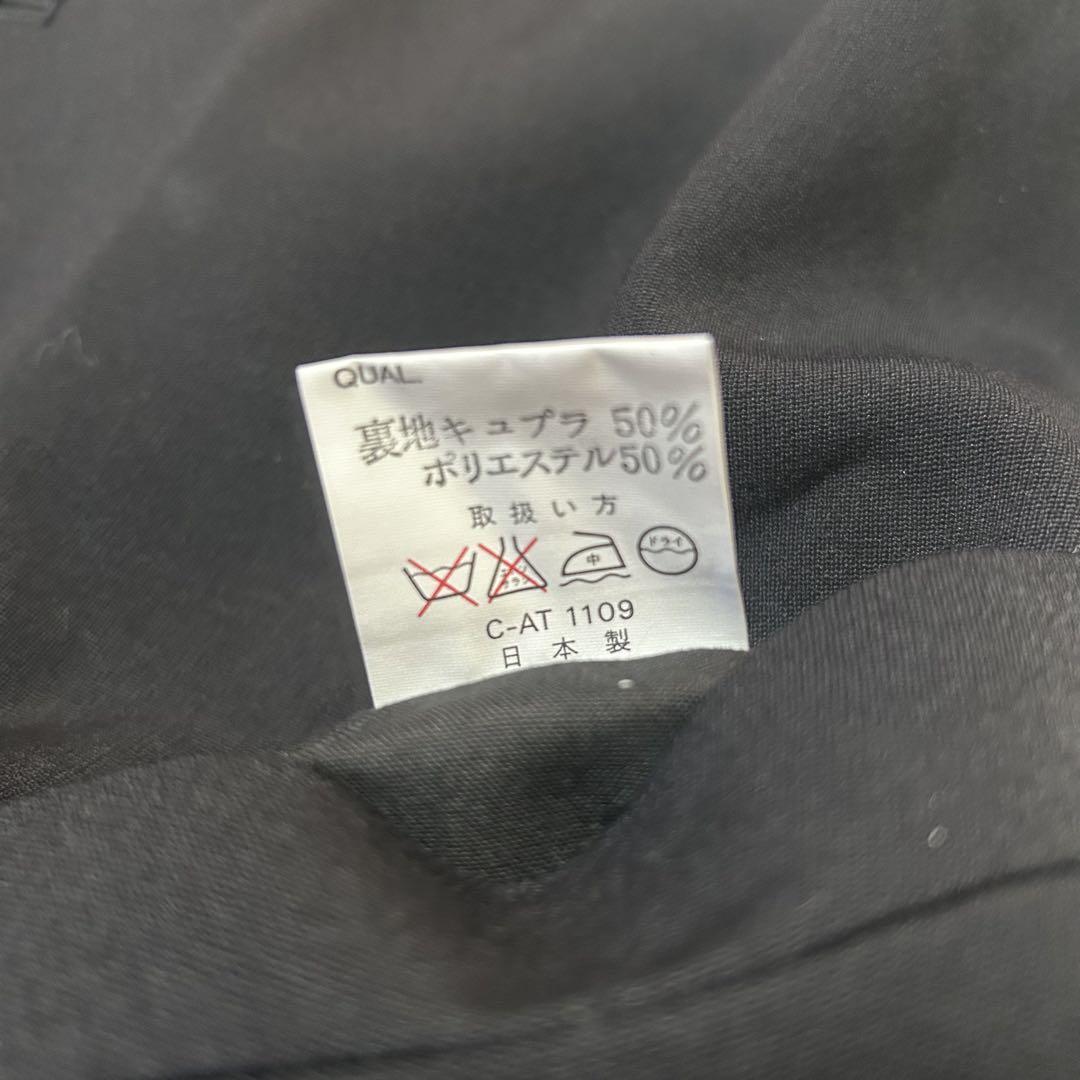 QUAL.
裏地キュプラ 50%
ポリエステル50%
取扱い方
中 ドライ
C-AT 1109
日本製